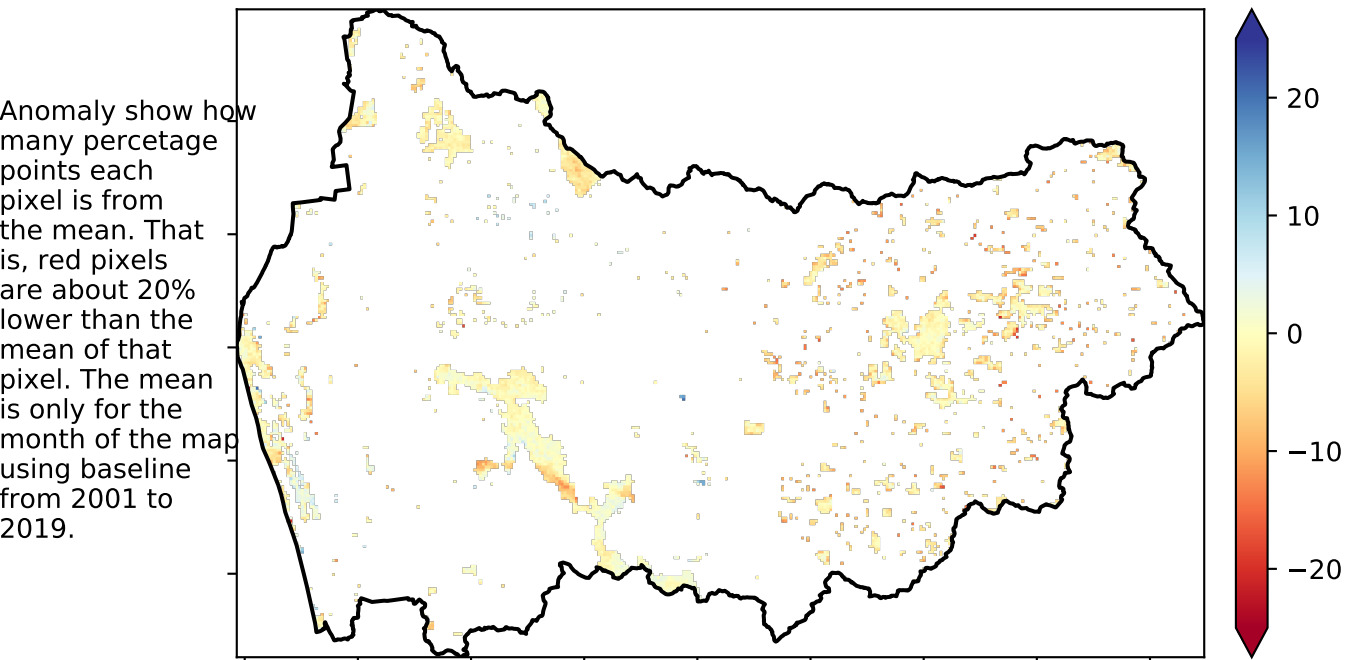 Anomaly show how
many percetage
points each
pixel is from
the mean. That
is, red pixels
are about 20%
lower than the
mean of that
pixel. The mean
is only for the
month of the map
using baseline
from 2001 to
2019.
20
10
0
−10
−20